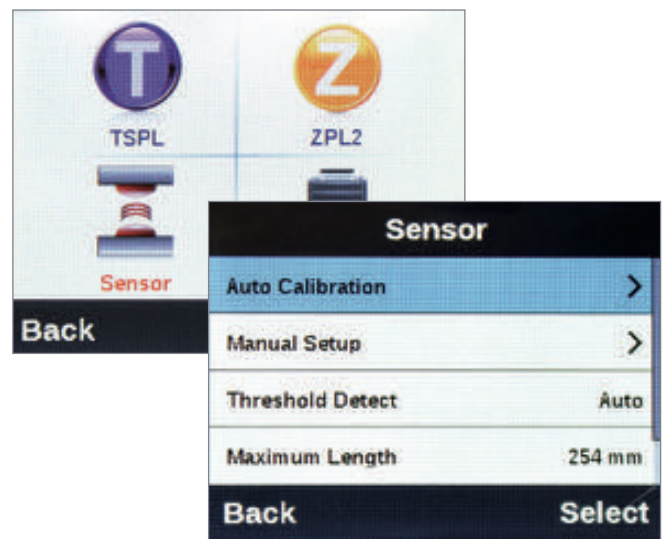 T
Z
TSPL
ZPL2
Sensor
Back
Sensor
Auto Calibration >
Manual Setup >
Threshold Detect Auto
Maximum Length 254 mm
Back Select